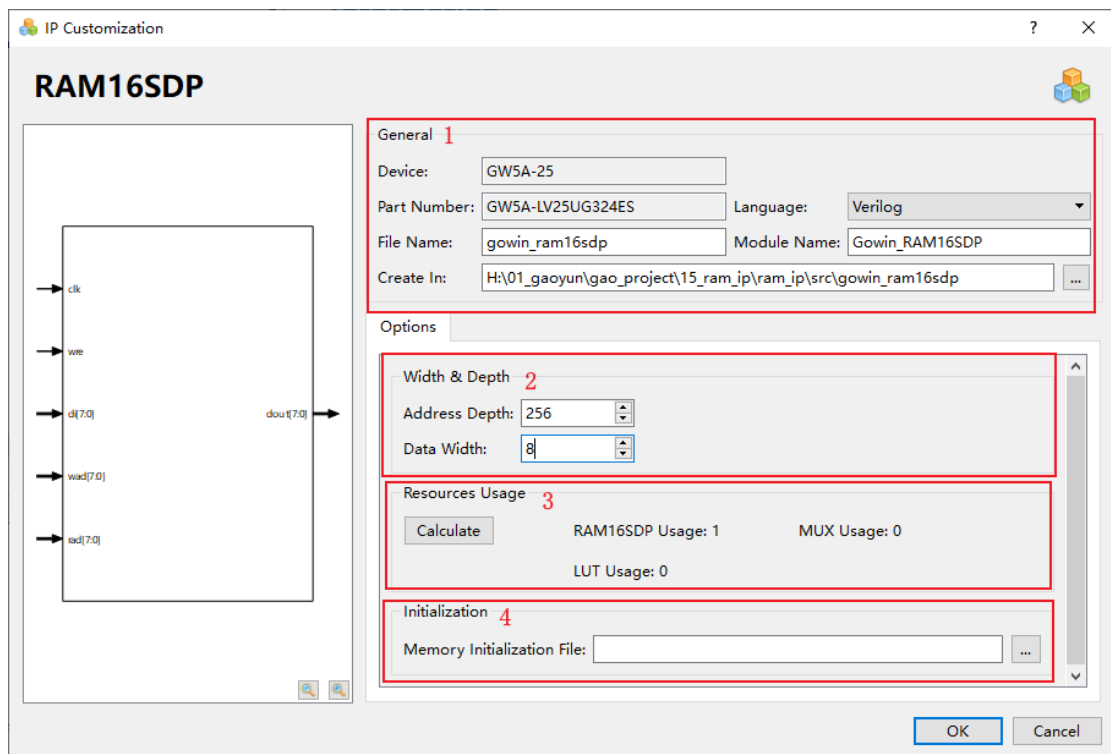 IP Customization
?
RAM16SDP
General 1
Device: GW5A-25
Part Number: GW5A-LV25UG324ES Language: Verilog
File Name: gowin_ram16sdp Module Name: Gowin_RAM16SDP
Create In: H:\01_gaoyun\gao_project\15_ram_ip\ram_ip\src\gowin_ram16sdp ...
Options
Width & Depth 2
Address Depth: 256
Data Width: 8
Resources Usage 3
Calculate RAM16SDP Usage: 1 MUX Usage: 0
LUT Usage: 0
Initialization 4
Memory Initialization File: ...
clk
wre
di[7:0] dout[7:0]
wad[7:0]
rad[7:0]
OK Cancel